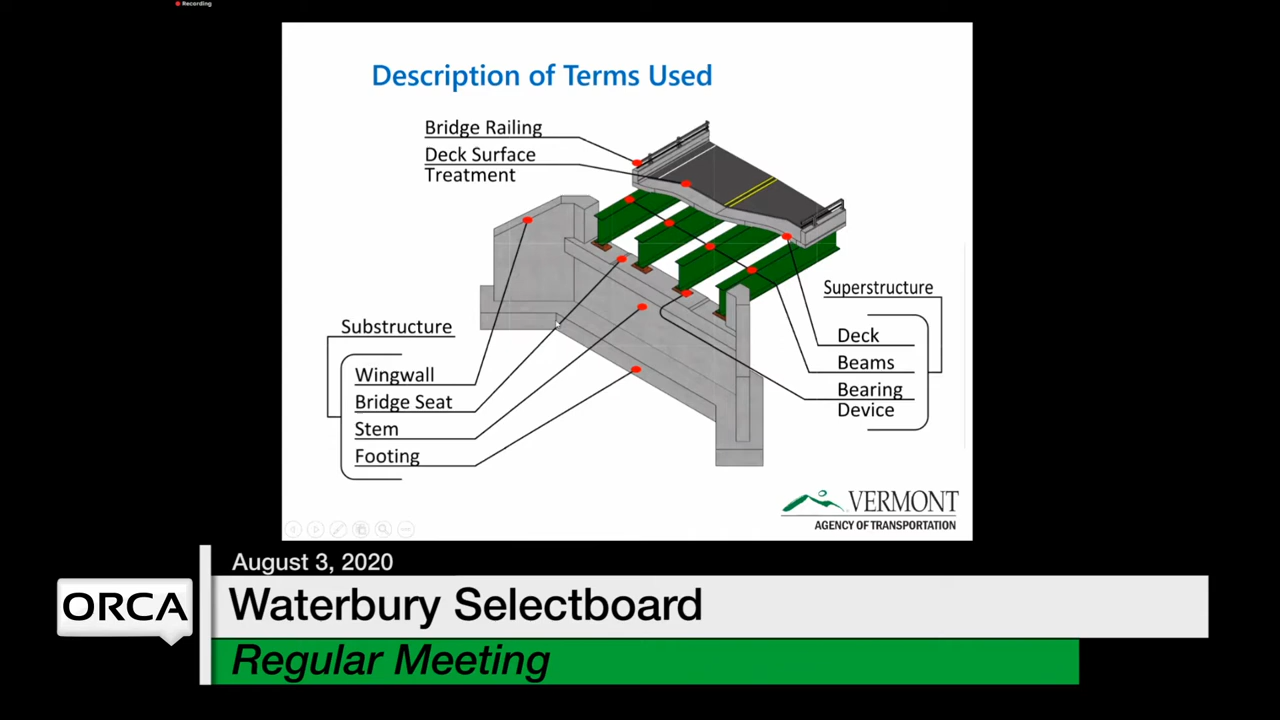 Recording
Description of Terms Used
Bridge Railing
Deck Surface
Treatment
Superstructure
Deck
Beams
Bearing
Device
Substructure
Wingwall
Bridge Seat
Stem
Footing
VERMONT
AGENCY OF TRANSPORTATION
August 3, 2020
ORCA
Waterbury Selectboard
Regular Meeting